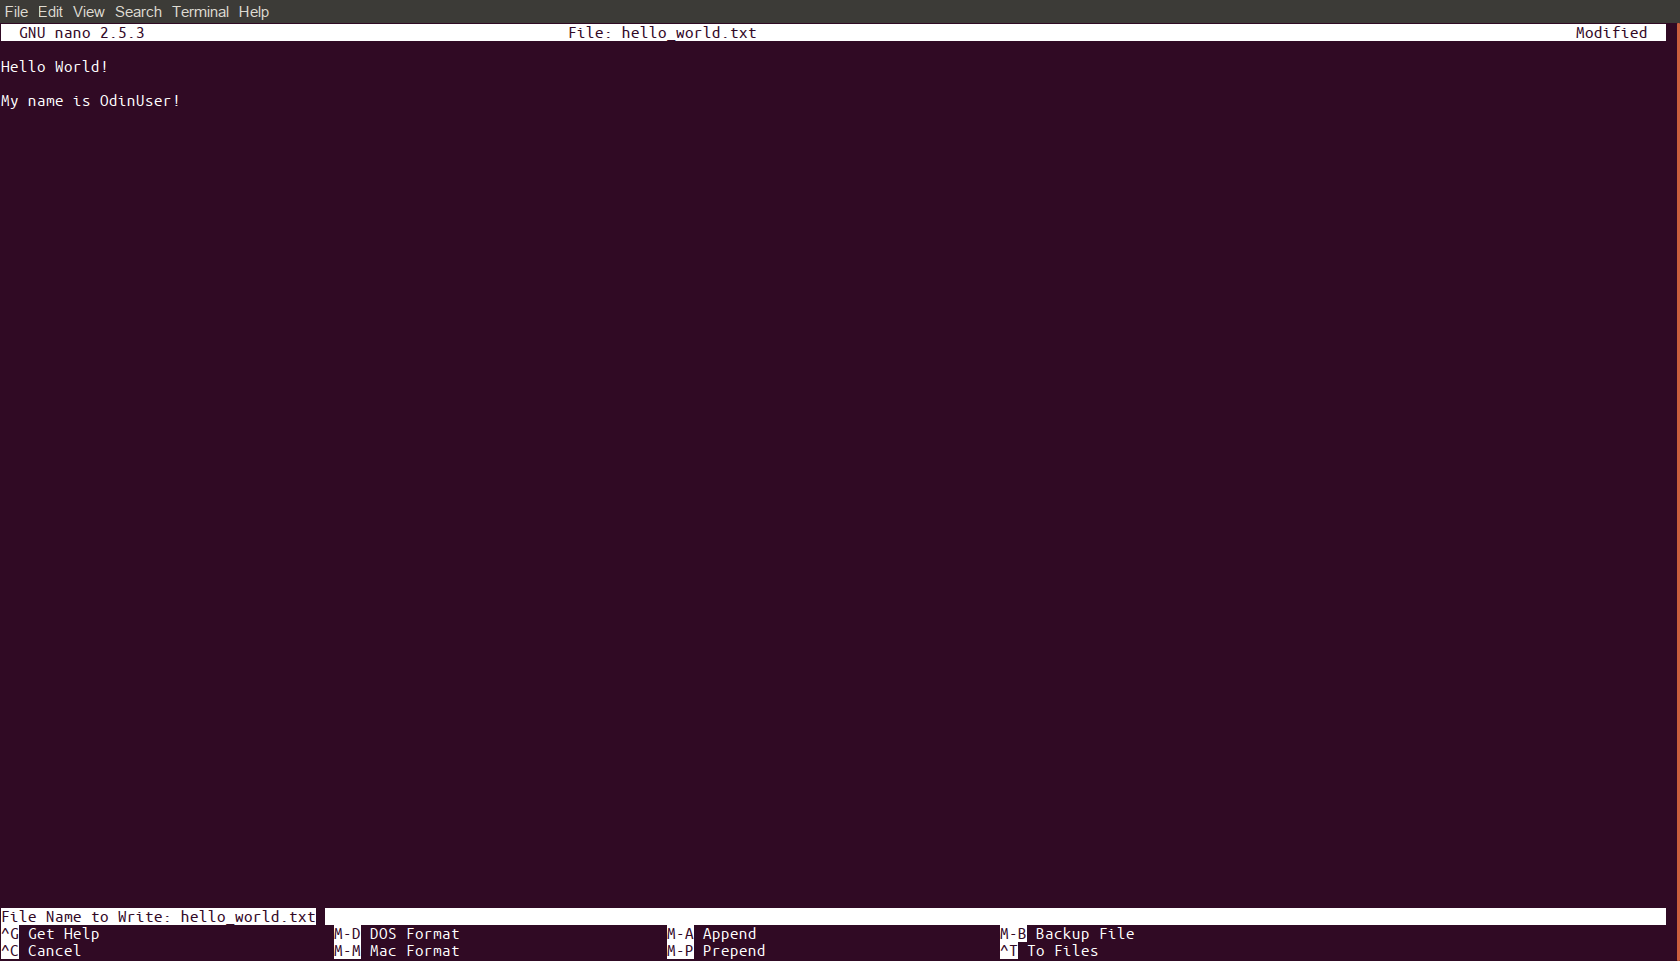 File Edit View Search Terminal Help
GNU nano 2.5.3 File: hello_world.txt Modified
Hello World!
My name is OdinUser!
File Name to Write: hello_world.txt
^G Get Help M-D DOS Format M-A Append M-B Backup File
^C Cancel M-M Mac Format M-P Prepend ^T To Files